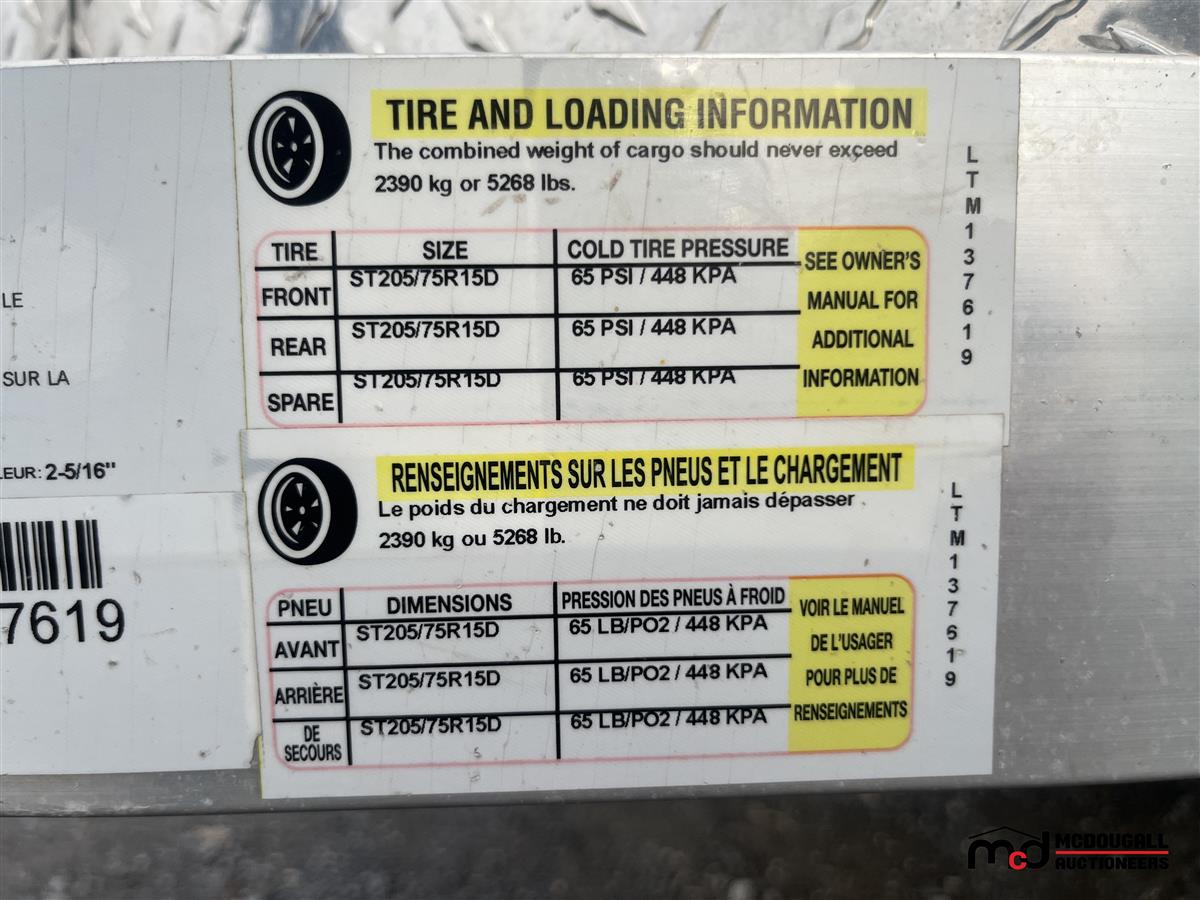 TIRE AND LOADING INFORMATION
The combined weight of cargo should never exceed
2390 kg or 5268 lbs.
TIRE SIZE COLD TIRE PRESSURE
FRONT ST205/75R15D 65 PSI / 448 KPA
REAR ST205/75R15D 65 PSI / 448 KPA
SPARE ST205/75R15D 65 PSI / 448 KPA
SEE OWNER'S
MANUAL FOR
ADDITIONAL
INFORMATION
LTM137619
LE
SUR LA
LEUR: 2-5/16"
7619
RENSEIGNEMENTS SUR LES PNEUS ET LE CHARGEMENT
Le poids du chargement ne doit jamais dépasser
2390 kg ou 5268 lb.
PNEU DIMENSIONS PRESSION DES PNEUS À FROID
AVANT ST205/75R15D 65 LB/PO2 / 448 KPA
ARRIÈRE ST205/75R15D 65 LB/PO2 / 448 KPA
DE
SECOURS ST205/75R15D 65 LB/PO2 / 448 KPA
VOIR LE MANUEL
DE L'USAGER
POUR PLUS DE
RENSEIGNEMENTS
LTM137619
mcd MCDOUGALL
AUCTIONEERS